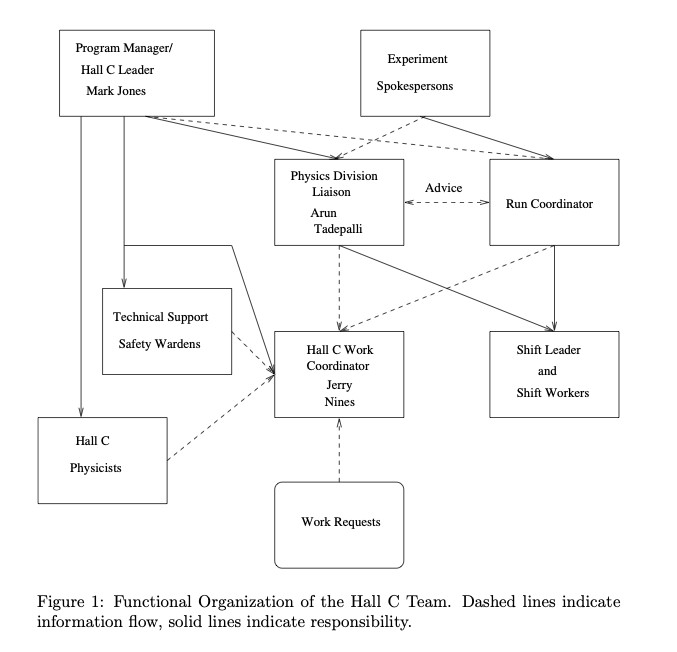 Program Manager/
Hall C Leader
Mark Jones
Experiment
Spokespersons
Physics Division
Liaison
Arun
Tadepalli
Advice
Run Coordinator
Technical Support
Safety Wardens
Hall C Work
Coordinator
Jerry
Nines
Shift Leader
and
Shift Workers
Hall C
Physicists
Work Requests
Figure 1: Functional Organization of the Hall C Team. Dashed lines indicate
information flow, solid lines indicate responsibility.